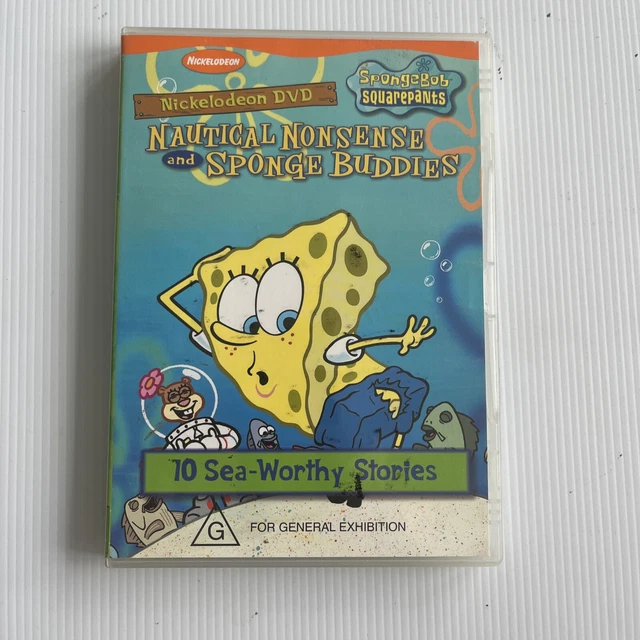 NICKELODEON
SPONGEBOB
SQUAREPANTS
Nickelodeon DVD
NAUTICAL NONSENSE
and SPONGE BUDDIES
10 Sea-Worthy Stories
G FOR GENERAL EXHIBITION